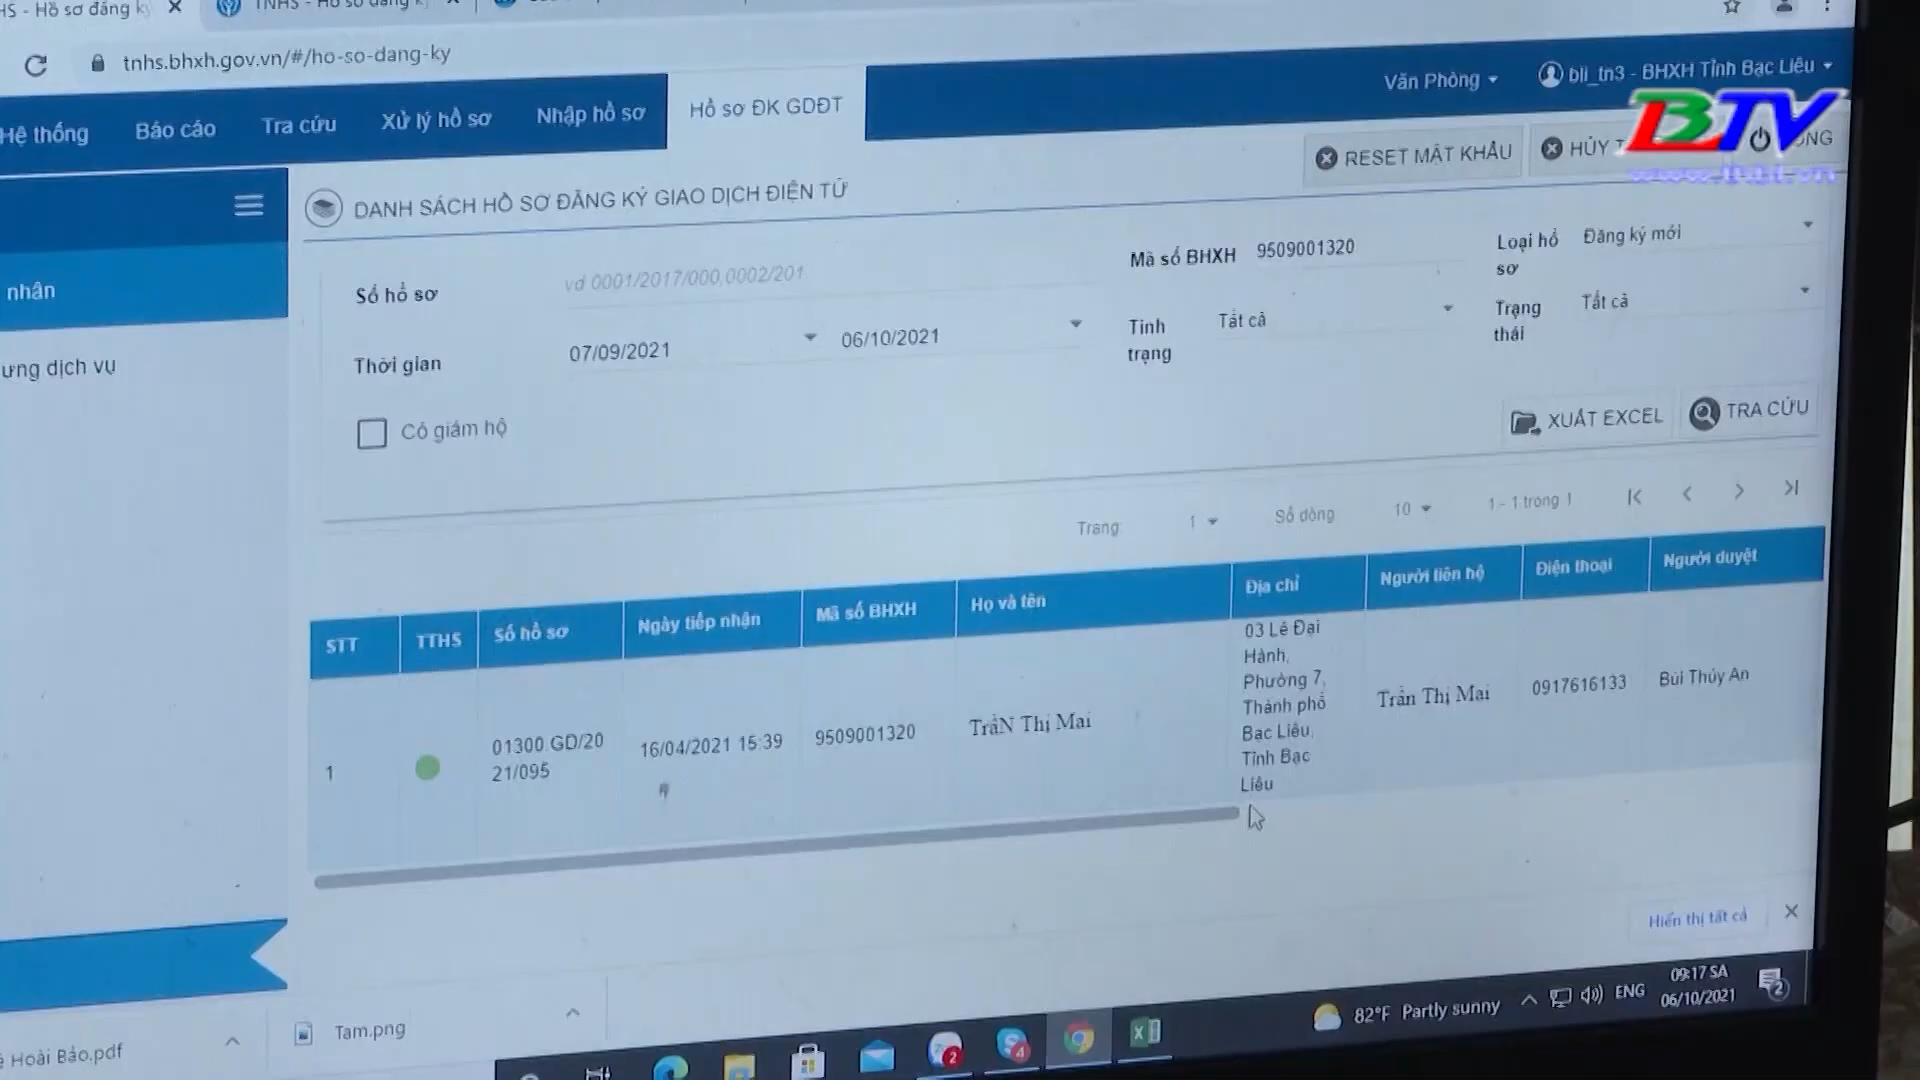 HS - Hồ sơ đăng ký
TNHS - Hồ sơ đăng ký
tnhs.bhxh.gov.vn/#/ho-so-dang-ky
Hệ thống
Báo cáo
Tra cứu
Xử lý hồ sơ
Nhập hồ sơ
Hồ sơ ĐK GDĐT
Văn Phòng
bli_tn3 - BHXH Tỉnh Bạc Liêu
BTV
DANH SÁCH HỒ SƠ ĐĂNG KÝ GIAO DỊCH ĐIỆN TỬ
RESET MẬT KHẨU
HỦY
nhân
ưng dịch vụ
Số hồ sơ
vd 0001/2017/000,0002/201
Mã số BHXH
9509001320
Loại hồ
sơ
Đăng ký mới
Thời gian
07/09/2021
06/10/2021
Tình
trạng
Tất cả
Trạng
thái
Tất cả
Có giám hộ
XUẤT EXCEL
TRA CỨU
Trang
1
Số dòng
10
1 - 1 trong 1
STT
TTHS
Số hồ sơ
Ngày tiếp nhận
Mã số BHXH
Họ và tên
Địa chỉ
Người liên hệ
Điện thoại
Người duyệt
1
01300.GD/20
21/095
16/04/2021 15:39
9509001320
TrầN Thị Mai
03 Lê Đại
Hành,
Phường 7,
Thành phố
Bạc Liêu,
Tỉnh Bạc
Liêu
Trần Thị Mai
0917616133
Bùi Thúy An
Hiển thị tất cả
Hoài Bảo.pdf
Tam.png
2
4
82°F Partly sunny
ENG
09:17 SA
06/10/2021
2